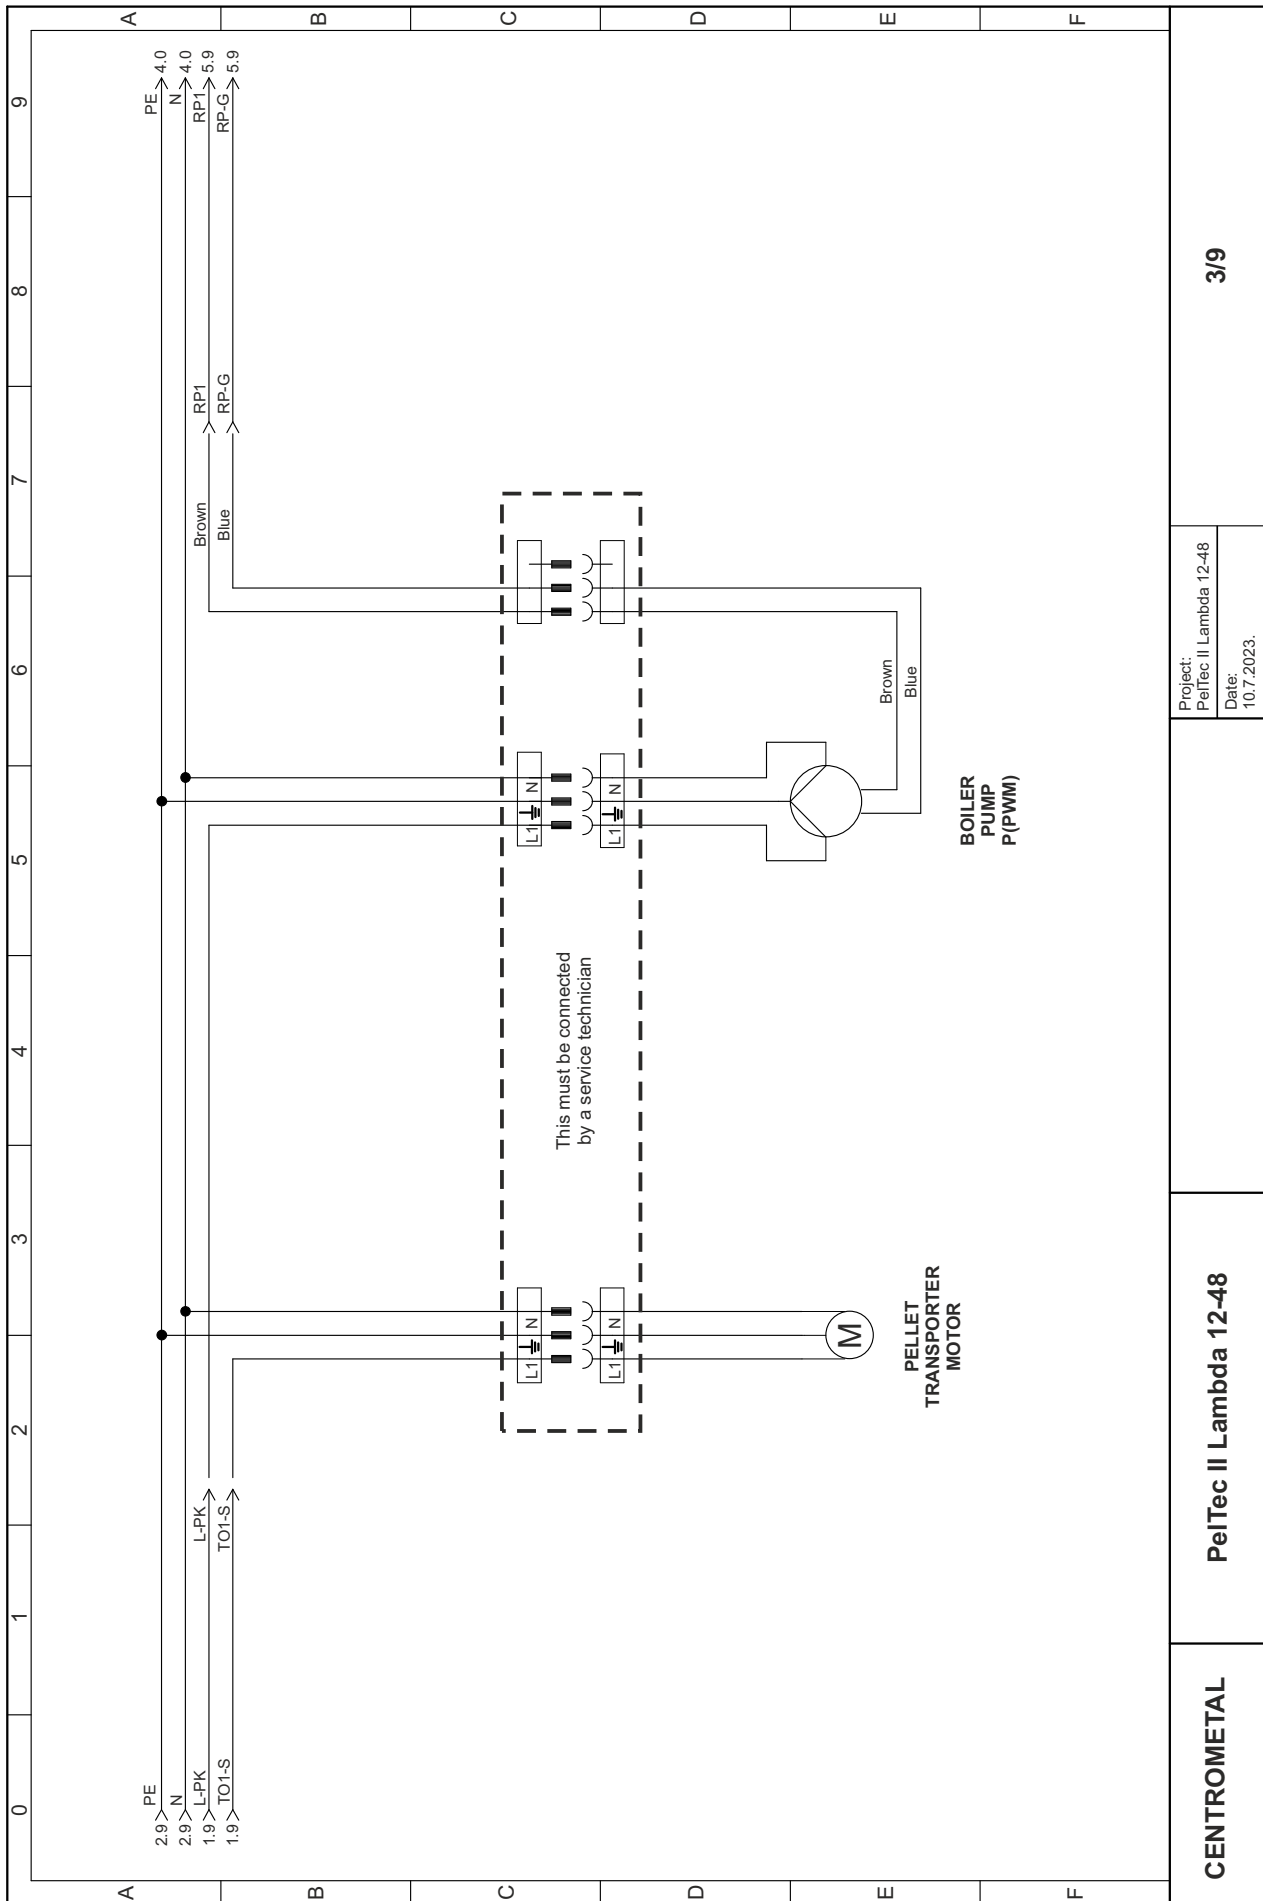 0 1 2 3 4 5 6 7 8 9
A
B
C
D
E
F
A
B
C
D
E
F
2.9 PE
2.9 N
1.9 L-PK
1.9 TO1-S
L-PK
TO1-S
Brown
Blue
RP1
RP-G
PE 4.0
N 4.0
RP1 5.9
RP-G 5.9
L1 N
L1 N
This must be connected
by a service technician
L1 N
L1 N
M
PELLET
TRANSPORTER
MOTOR
BOILER
PUMP
P(PWM)
Brown
Blue
CENTROMETAL
PelTec II Lambda 12-48
Project:
PelTec II Lambda 12-48
Date:
10.7.2023.
3/9